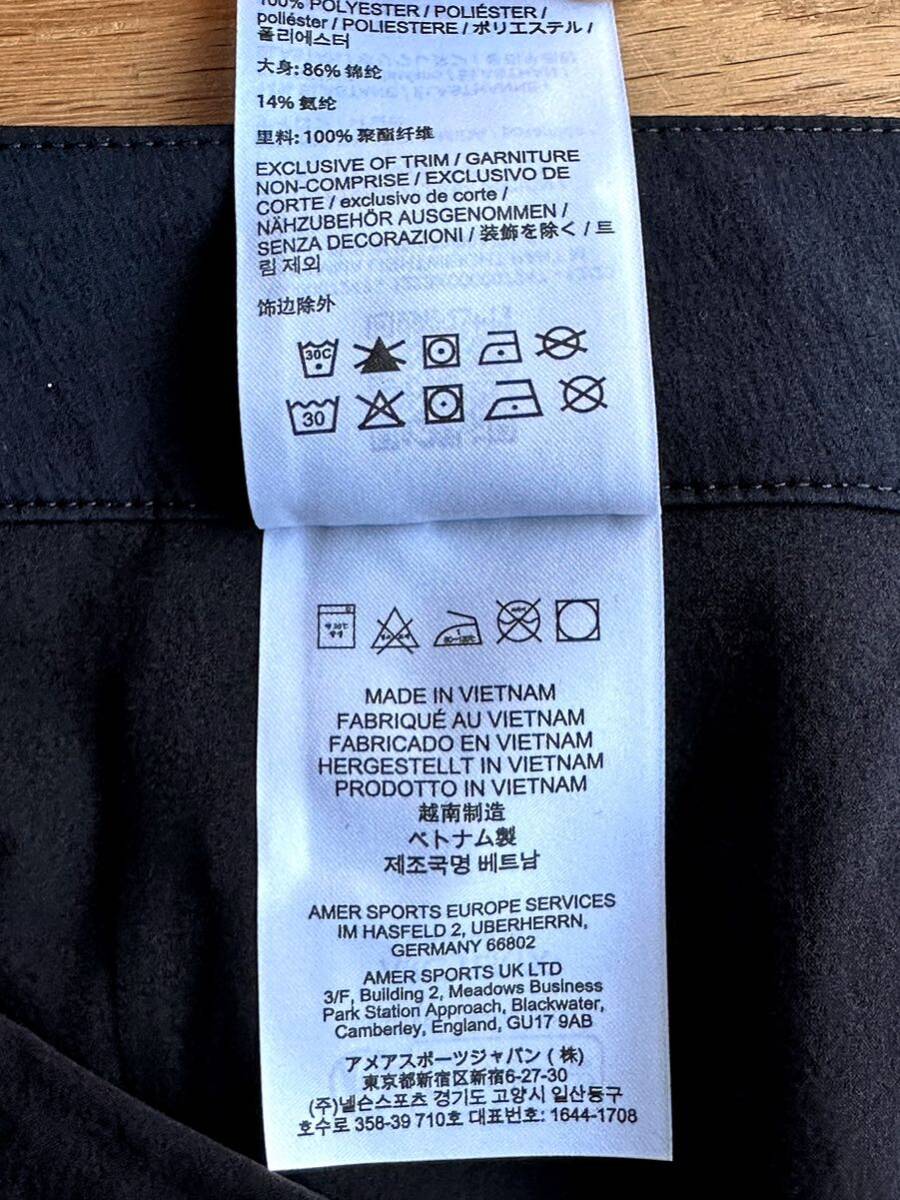 100% POLYESTER / POLIÉSTER /
poliéster / POLIESTERE / ポリエステル /
폴리에스터
大身: 86% 锦纶
14% 氨纶
里料: 100% 聚酯纤维
EXCLUSIVE OF TRIM / GARNITURE
NON-COMPRISE / EXCLUSIVO DE
CORTE / exclusivo de corte /
NÄHZUBEHÖR AUSGENOMMEN /
SENZA DECORAZIONI / 装飾を除く / 트
림 제외
饰边除外
30C
30
MADE IN VIETNAM
FABRIQUÉ AU VIETNAM
FABRICADO EN VIETNAM
HERGESTELLT IN VIETNAM
PRODOTTO IN VIETNAM
越南制造
ベトナム製
제조국명 베트남
AMER SPORTS EUROPE SERVICES
IM HASFELD 2, UBERHERRN,
GERMANY 66802
AMER SPORTS UK LTD
3/F, Building 2, Meadows Business
Park Station Approach, Blackwater,
Camberley, England, GU17 9AB
アメアスポーツジャパン (株)
東京都新宿区新宿6-27-30
(주)넬슨스포츠 경기도 고양시 일산동구
호수로 358-39 710호 대표번호: 1644-1708